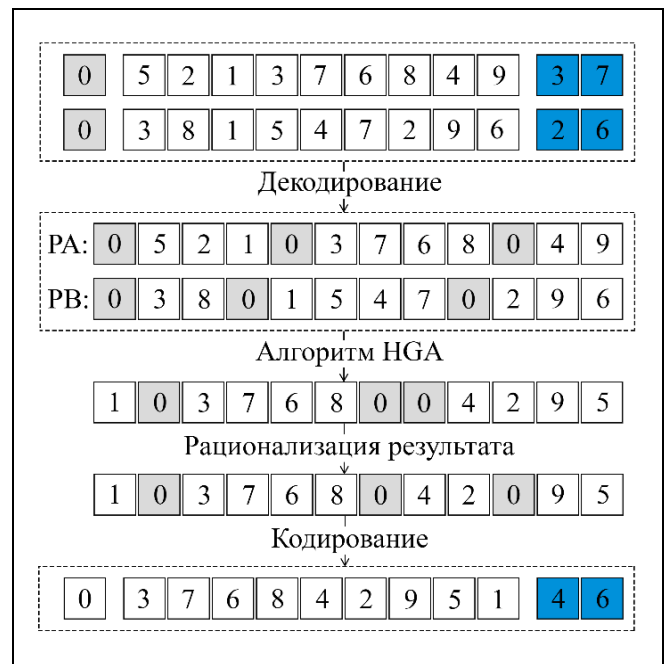 0 5 2 1 3 7 6 8 4 9 3 7
0 3 8 1 5 4 7 2 9 6 2 6
Декодирование
PA: 0 5 2 1 0 3 7 6 8 0 4 9
PB: 0 3 8 0 1 5 4 7 0 2 9 6
Алгоритм HGA
1 0 3 7 6 8 0 0 4 2 9 5
Рационализация результата
1 0 3 7 6 8 0 4 2 0 9 5
Кодирование
0 3 7 6 8 4 2 9 5 1 4 6